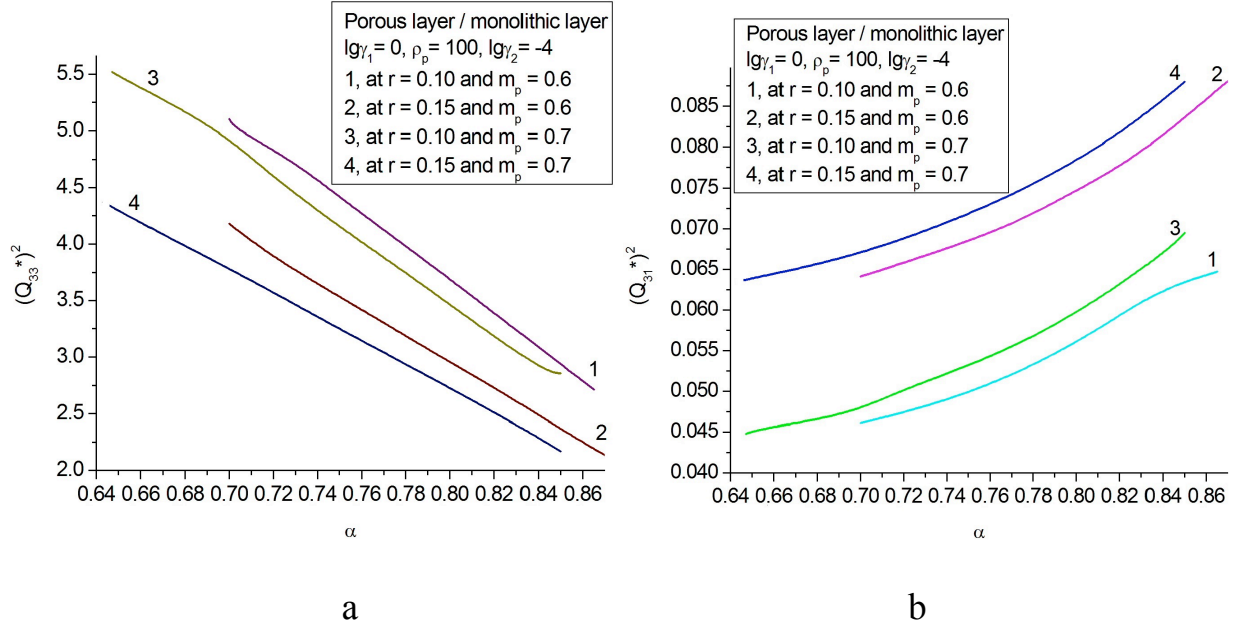 Porous layer / monolithic layer
lgγ₁= 0, ρₚ= 100, lgγ₂= -4
1, at r = 0.10 and mₚ = 0.6
2, at r = 0.15 and mₚ = 0.6
3, at r = 0.10 and mₚ = 0.7
4, at r = 0.15 and mₚ = 0.7
5.5
5.0
4.5
4.0
3.5
3.0
2.5
2.0
(Q₃₃*)²
3
4
1
2
0.64 0.66 0.68 0.70 0.72 0.74 0.76 0.78 0.80 0.82 0.84 0.86
α
a
Porous layer / monolithic layer
lgγ₁= 0, ρₚ= 100, lgγ₂= -4
1, at r = 0.10 and mₚ = 0.6
2, at r = 0.15 and mₚ = 0.6
3, at r = 0.10 and mₚ = 0.7
4, at r = 0.15 and mₚ = 0.7
0.085
0.080
0.075
0.070
0.065
0.060
0.055
0.050
0.045
0.040
(Q₃₁*)²
4
2
3
1
0.64 0.66 0.68 0.70 0.72 0.74 0.76 0.78 0.80 0.82 0.84 0.86
α
b